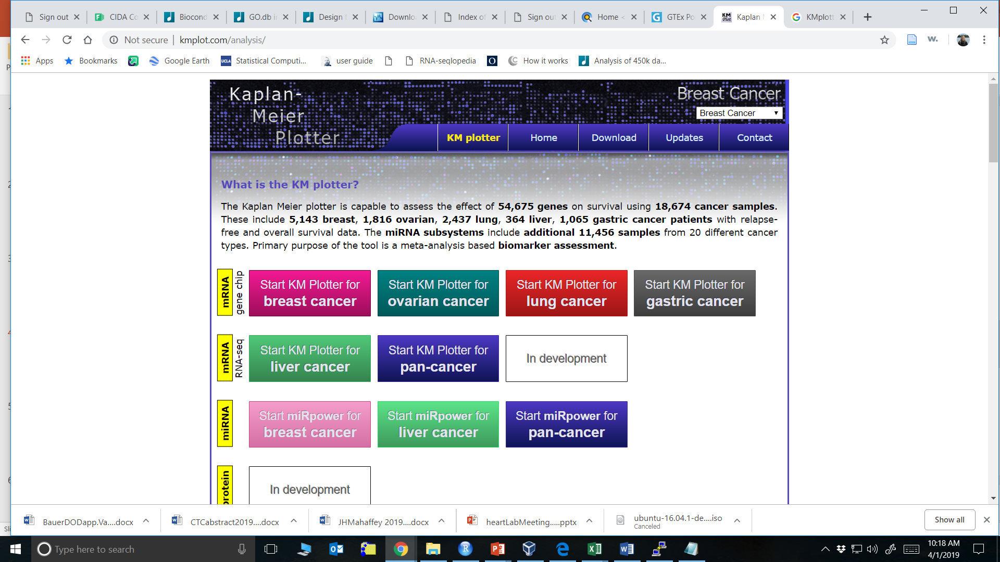 Sign out
CIDA Co
Biocond
GO.db i
Design f
Downlo
Index of
Sign out
Home <
GTEx Po
Kaplan
KMplott
Not secure | kmplot.com/analysis/
Apps
Bookmarks
Google Earth
UCLA
Statistical Computi...
user guide
RNA-seqlopedia
How it works
Analysis of 450k da...
Kaplan-
Meier
Plotter
Breast Cancer
Breast Cancer
KM plotter
Home
Download
Updates
Contact
What is the KM plotter?
The Kaplan Meier plotter is capable to assess the effect of 54,675 genes on survival using 18,674 cancer samples.
These include 5,143 breast, 1,816 ovarian, 2,437 lung, 364 liver, 1,065 gastric cancer patients with relapse-
free and overall survival data. The miRNA subsystems include additional 11,456 samples from 20 different cancer
types. Primary purpose of the tool is a meta-analysis based biomarker assessment.
mRNA
gene chip
Start KM Plotter for
breast cancer
Start KM Plotter for
ovarian cancer
Start KM Plotter for
lung cancer
Start KM Plotter for
gastric cancer
mRNA
RNA-seq
Start KM Plotter for
liver cancer
Start KM Plotter for
pan-cancer
In development
miRNA
Start miRpower for
breast cancer
Start miRpower for
liver cancer
Start miRpower for
pan-cancer
protein
In development
BauerDODapp.Va....docx
CTCabstract2019....docx
JHMahaffey 2019....docx
heartLabMeeting.....pptx
ubuntu-16.04.1-de....iso
Canceled
Show all
Type here to search
10:18 AM
4/1/2019